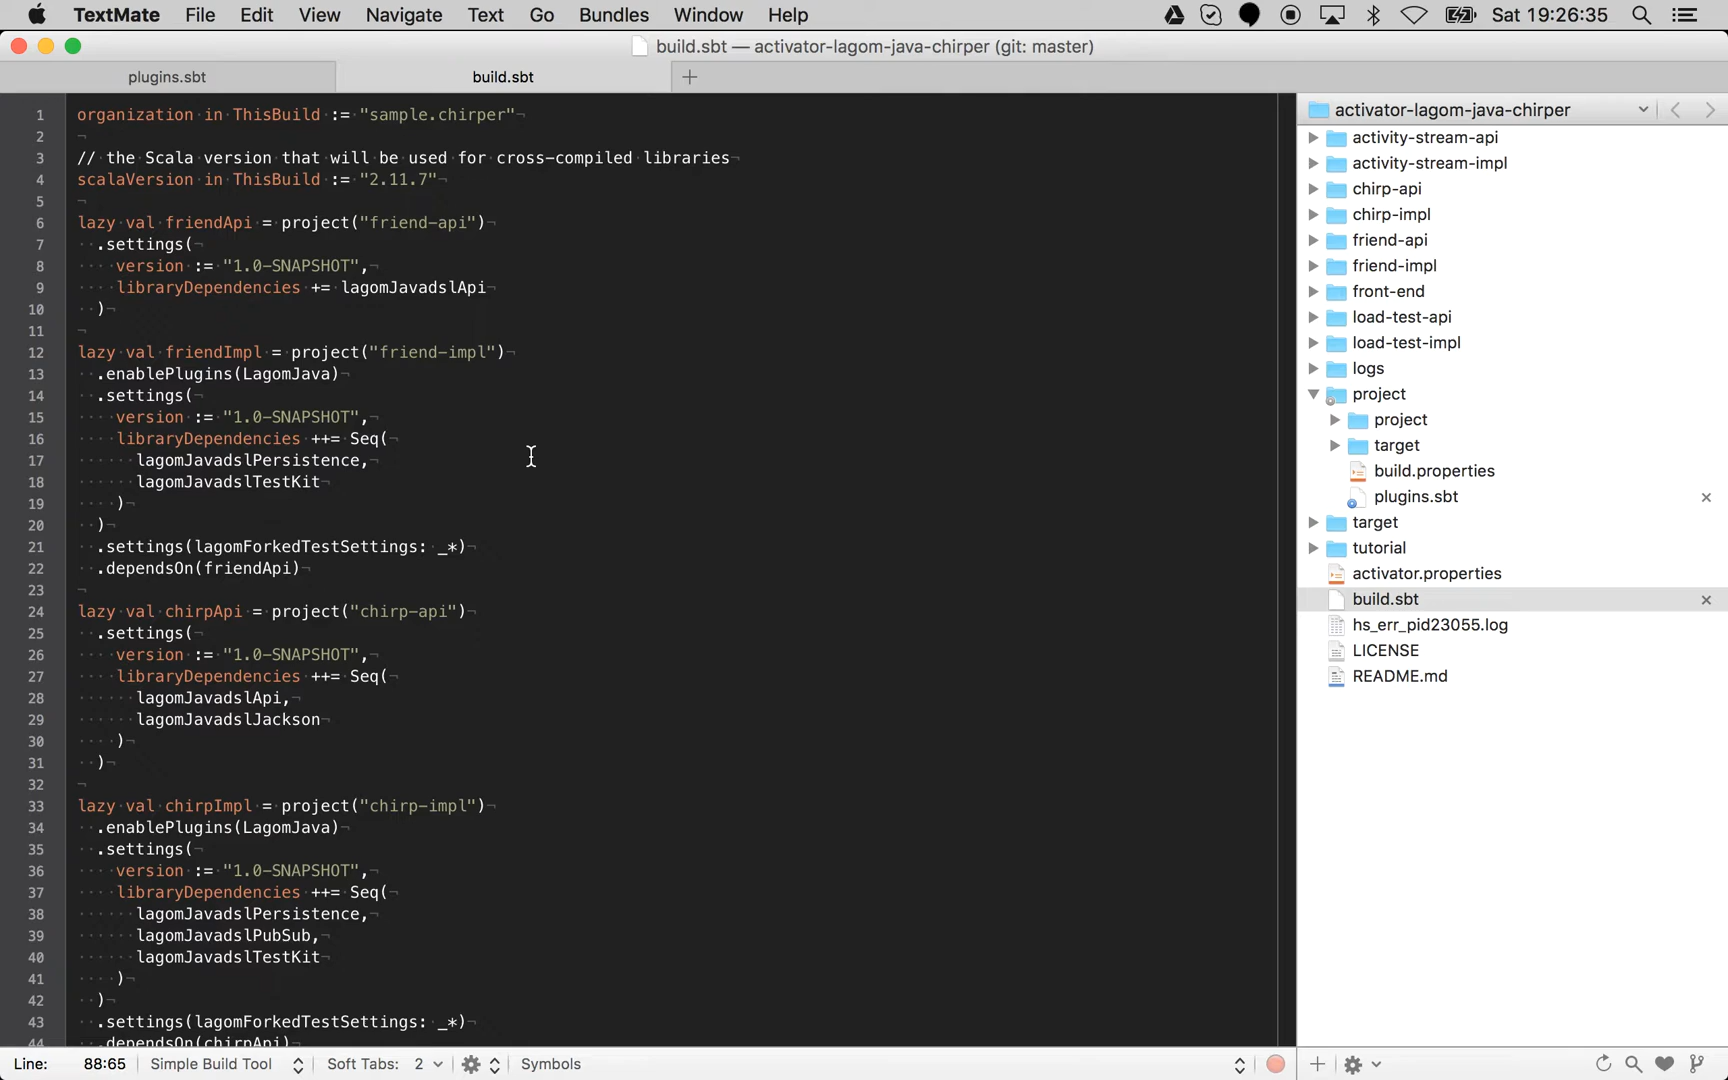 TextMate File Edit View Navigate Text Go Bundles Window Help Sat 19:26:35
build.sbt — activator-lagom-java-chirper (git: master)
plugins.sbt build.sbt
1 organization in ThisBuild := "sample.chirper"
2
3 // the Scala version that will be used for cross-compiled libraries
4 scalaVersion in ThisBuild := "2.11.7"
5
6 lazy val friendApi = project("friend-api")
7 .settings(
8 version := "1.0-SNAPSHOT",
9 libraryDependencies += lagomJavadslApi
10 )
11
12 lazy val friendImpl = project("friend-impl")
13 .enablePlugins(LagomJava)
14 .settings(
15 version := "1.0-SNAPSHOT",
16 libraryDependencies ++= Seq(
17 lagomJavadslPersistence,
18 lagomJavadslTestKit
19 )
20 )
21 .settings(lagomForkedTestSettings: _*)
22 .dependsOn(friendApi)
23
24 lazy val chirpApi = project("chirp-api")
25 .settings(
26 version := "1.0-SNAPSHOT",
27 libraryDependencies ++= Seq(
28 lagomJavadslApi,
29 lagomJavadslJackson
30 )
31 )
32
33 lazy val chirpImpl = project("chirp-impl")
34 .enablePlugins(LagomJava)
35 .settings(
36 version := "1.0-SNAPSHOT",
37 libraryDependencies ++= Seq(
38 lagomJavadslPersistence,
39 lagomJavadslPubSub,
40 lagomJavadslTestKit
41 )
42 )
43 .settings(lagomForkedTestSettings: _*)
44 .dependsOn(chirpApi)
activator-lagom-java-chirper
activity-stream-api
activity-stream-impl
chirp-api
chirp-impl
friend-api
friend-impl
front-end
load-test-api
load-test-impl
logs
project
project
target
build.properties
plugins.sbt
target
tutorial
activator.properties
build.sbt
hs_err_pid23055.log
LICENSE
README.md
Line: 88:65 Simple Build Tool Soft Tabs: 2 Symbols